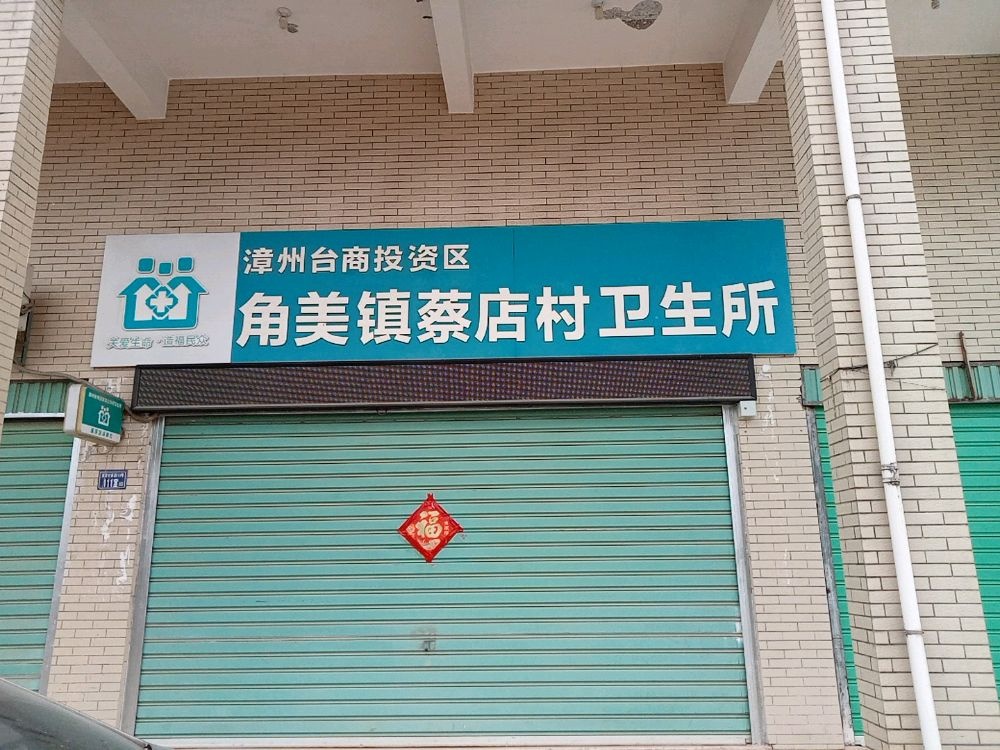 漳州台商投资区
角美镇蔡店村卫生所
关爱生命·造福民众
福